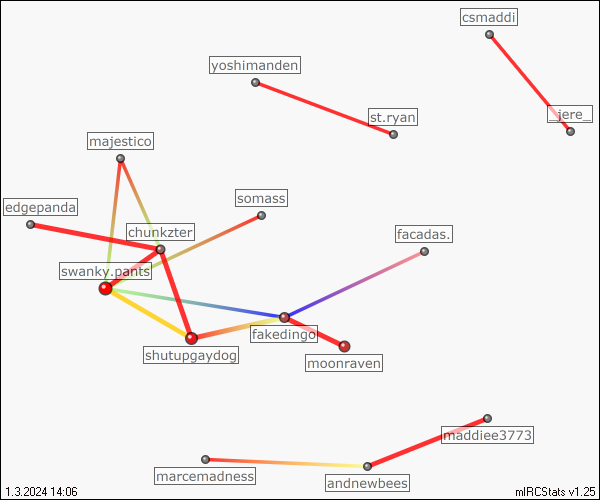 csmaddi
yoshimanden
_jere_
st.ryan
majestico
somass
edgepanda
chunkzter
facadas.
swanky.pants
fakedingo
shutupgaydog
moonraven
maddiee3773
marcemadness
andnewbees
1.3.2024 14:06
mIRCStats v1.25